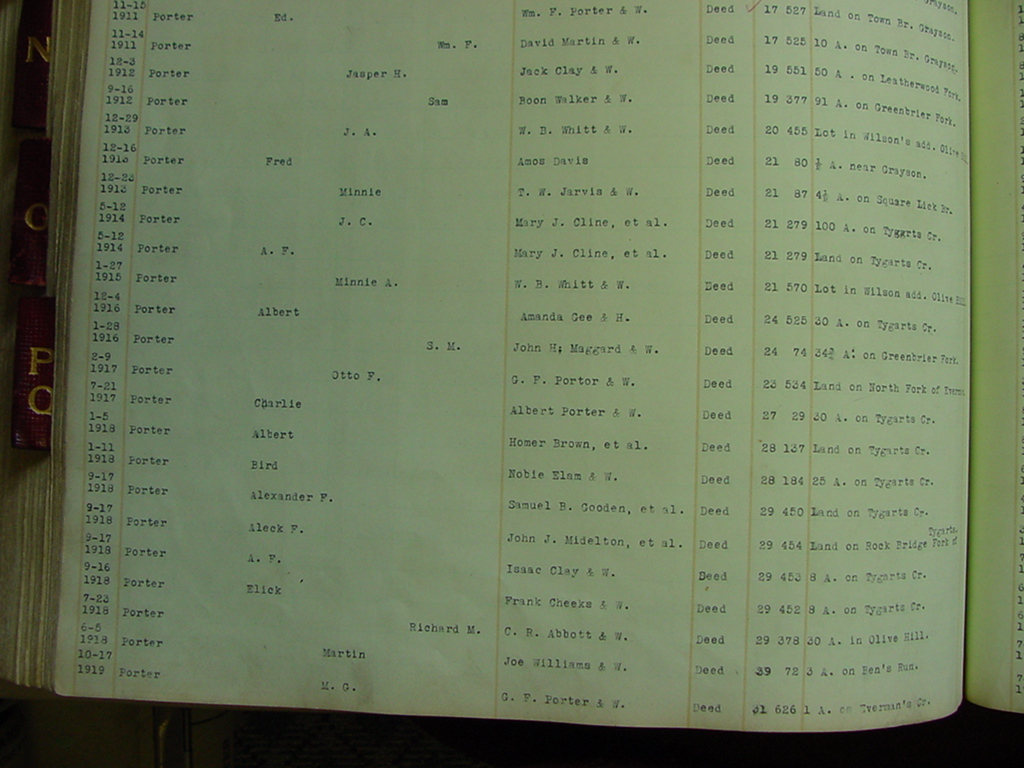 N
O
P
Q
11-15
1911 Porter Ed. Wm. F. Porter & W. Deed 17 527 Land on Town Br. Grayson.
11-14
1911 Porter Wm. F. David Martin & W. Deed 17 525 10 A. on Town Br. Grayson.
12-3
1912 Porter Jasper H. Jack Clay & W. Deed 19 551 50 A . on Leatherwood Fork.
9-16
1912 Porter Sam Boon Walker & W. Deed 19 377 91 A. on Greenbrier Fork.
12-29
1913 Porter J. A. W. B. Whitt & W. Deed 20 455 Lot in Wilson's add. Olive Hill
12-16
1913 Porter Fred Amos Davis Deed 21 80 ½ A. near Grayson.
12-23
1913 Porter Minnie T. W. Jarvis & W. Deed 21 87 4½ A. on Square Lick Br.
5-12
1914 Porter J. C. Mary J. Cline, et al. Deed 21 279 100 A. on Tygarts Cr.
5-12
1914 Porter A. F. Mary J. Cline, et al. Deed 21 279 Land on Tygarts Cr.
1-27
1915 Porter Minnie A. W. B. Whitt & W. Deed 21 570 Lot in Wilson add. Olive Hill
12-4
1916 Porter Albert Amanda Gee & H. Deed 24 525 30 A. on Tygarts Cr.
1-28
1916 Porter S. M. John H; Maggard & W. Deed 24 74 A. on Greenbrier Fork.
2-9
1917 Porter Otto F. G. F. Portor & W. Deed 23 534 Land on North Fork of
7-21
1917 Porter Charlie Albert Porter & W. Deed 27 29 30 A. on Tygarts Cr.
1-5
1918 Porter Albert Homer Brown, et al. Deed 28 137 Land on Tygarts Cr.
1-11
1918 Porter Bird Nobie Elam & W. Deed 28 184 25 A. on Tygarts Cr.
9-17
1918 Porter Alexander F. Samuel B. Gooden, et al. Deed 29 450 Land on Tygarts Cr.
9-17
1918 Porter Aleck F. John J. Midelton, et al. Deed 29 454 Land on Rock Bridge Fork of Tygarts.
9-17
1918 Porter A. F. Isaac Clay & W. Deed 29 453 8 A. on Tygarts Cr.
9-16
1918 Porter Elick Frank Cheeks & W. Deed 29 452 8 A. on Tygarts Cr.
7-23
1918 Porter Richard M. C. R. Abbott & W. Deed 29 378 30 A. in Olive Hill.
6-5
1918 Porter Martin Joe Williams & W. Deed 39 72 3 A. on Ben's Run.
10-17
1919 Porter M. G. G. F. Porter & W. Deed 31 626 1 A. on Tverman's Cr.